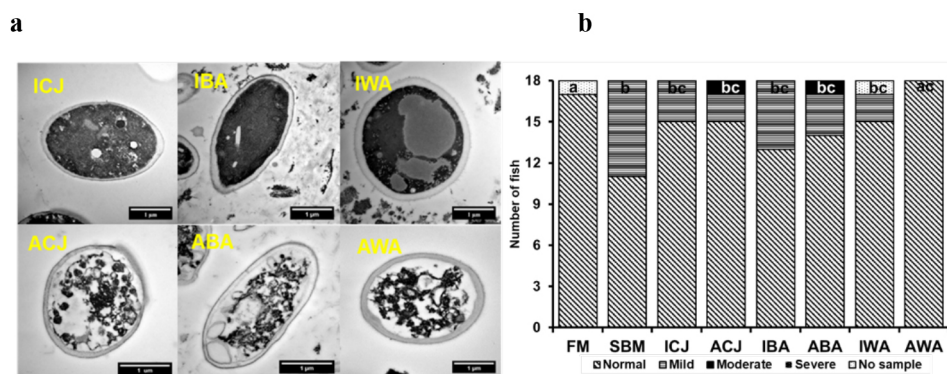 a
b
ICJ
IBA
IWA
1 µm
1 µm
1 µm
ACJ
ABA
AWA
1 µm
1 µm
1 µm
Number of fish
18
15
12
9
6
3
0
a
b
bc
bc
bc
bc
bc
ac
FM SBM ICJ ACJ IBA ABA IWA AWA
Normal Mild Moderate Severe No sample